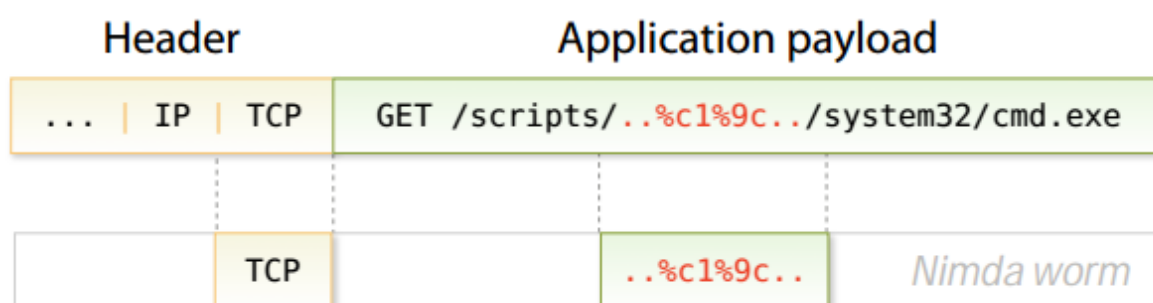 Header Application payload
... | IP | TCP GET /scripts/..%c1%9c../system32/cmd.exe
TCP ..%c1%9c.. Nimda worm